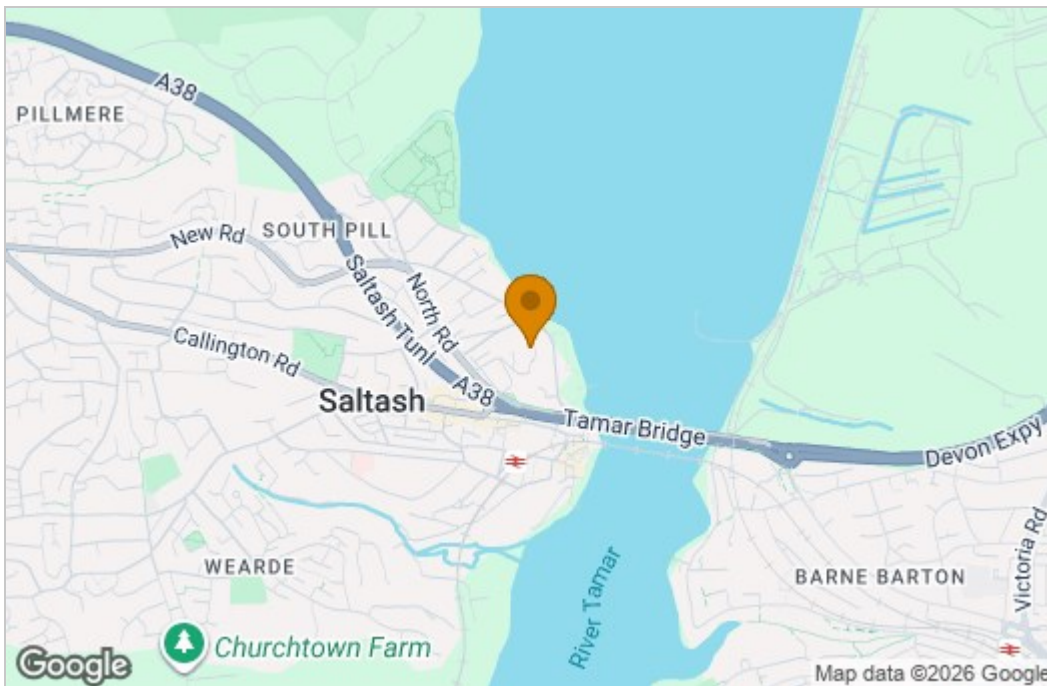 A38
PILLMERE
SOUTH PILL
New Rd
Saltash Tunl
North Rd
Callington Rd
A38
Saltash
Tamar Bridge
Devon Expy
WEARDE
River Tamar
BARNE BARTON
Victoria Rd
Churchtown Farm
Google
Map data ©2026 Google